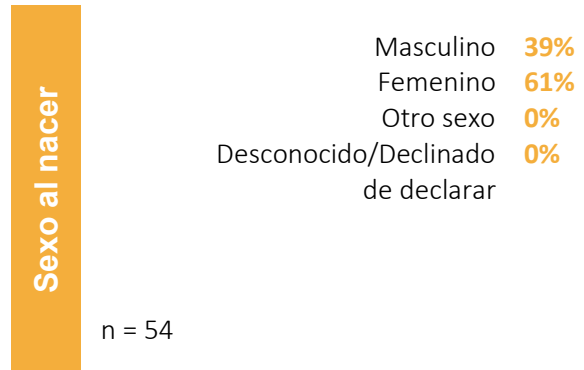 Sexo al nacer
Masculino 39%
Femenino 61%
Otro sexo 0%
Desconocido/Declinado 0%
de declarar
n = 54